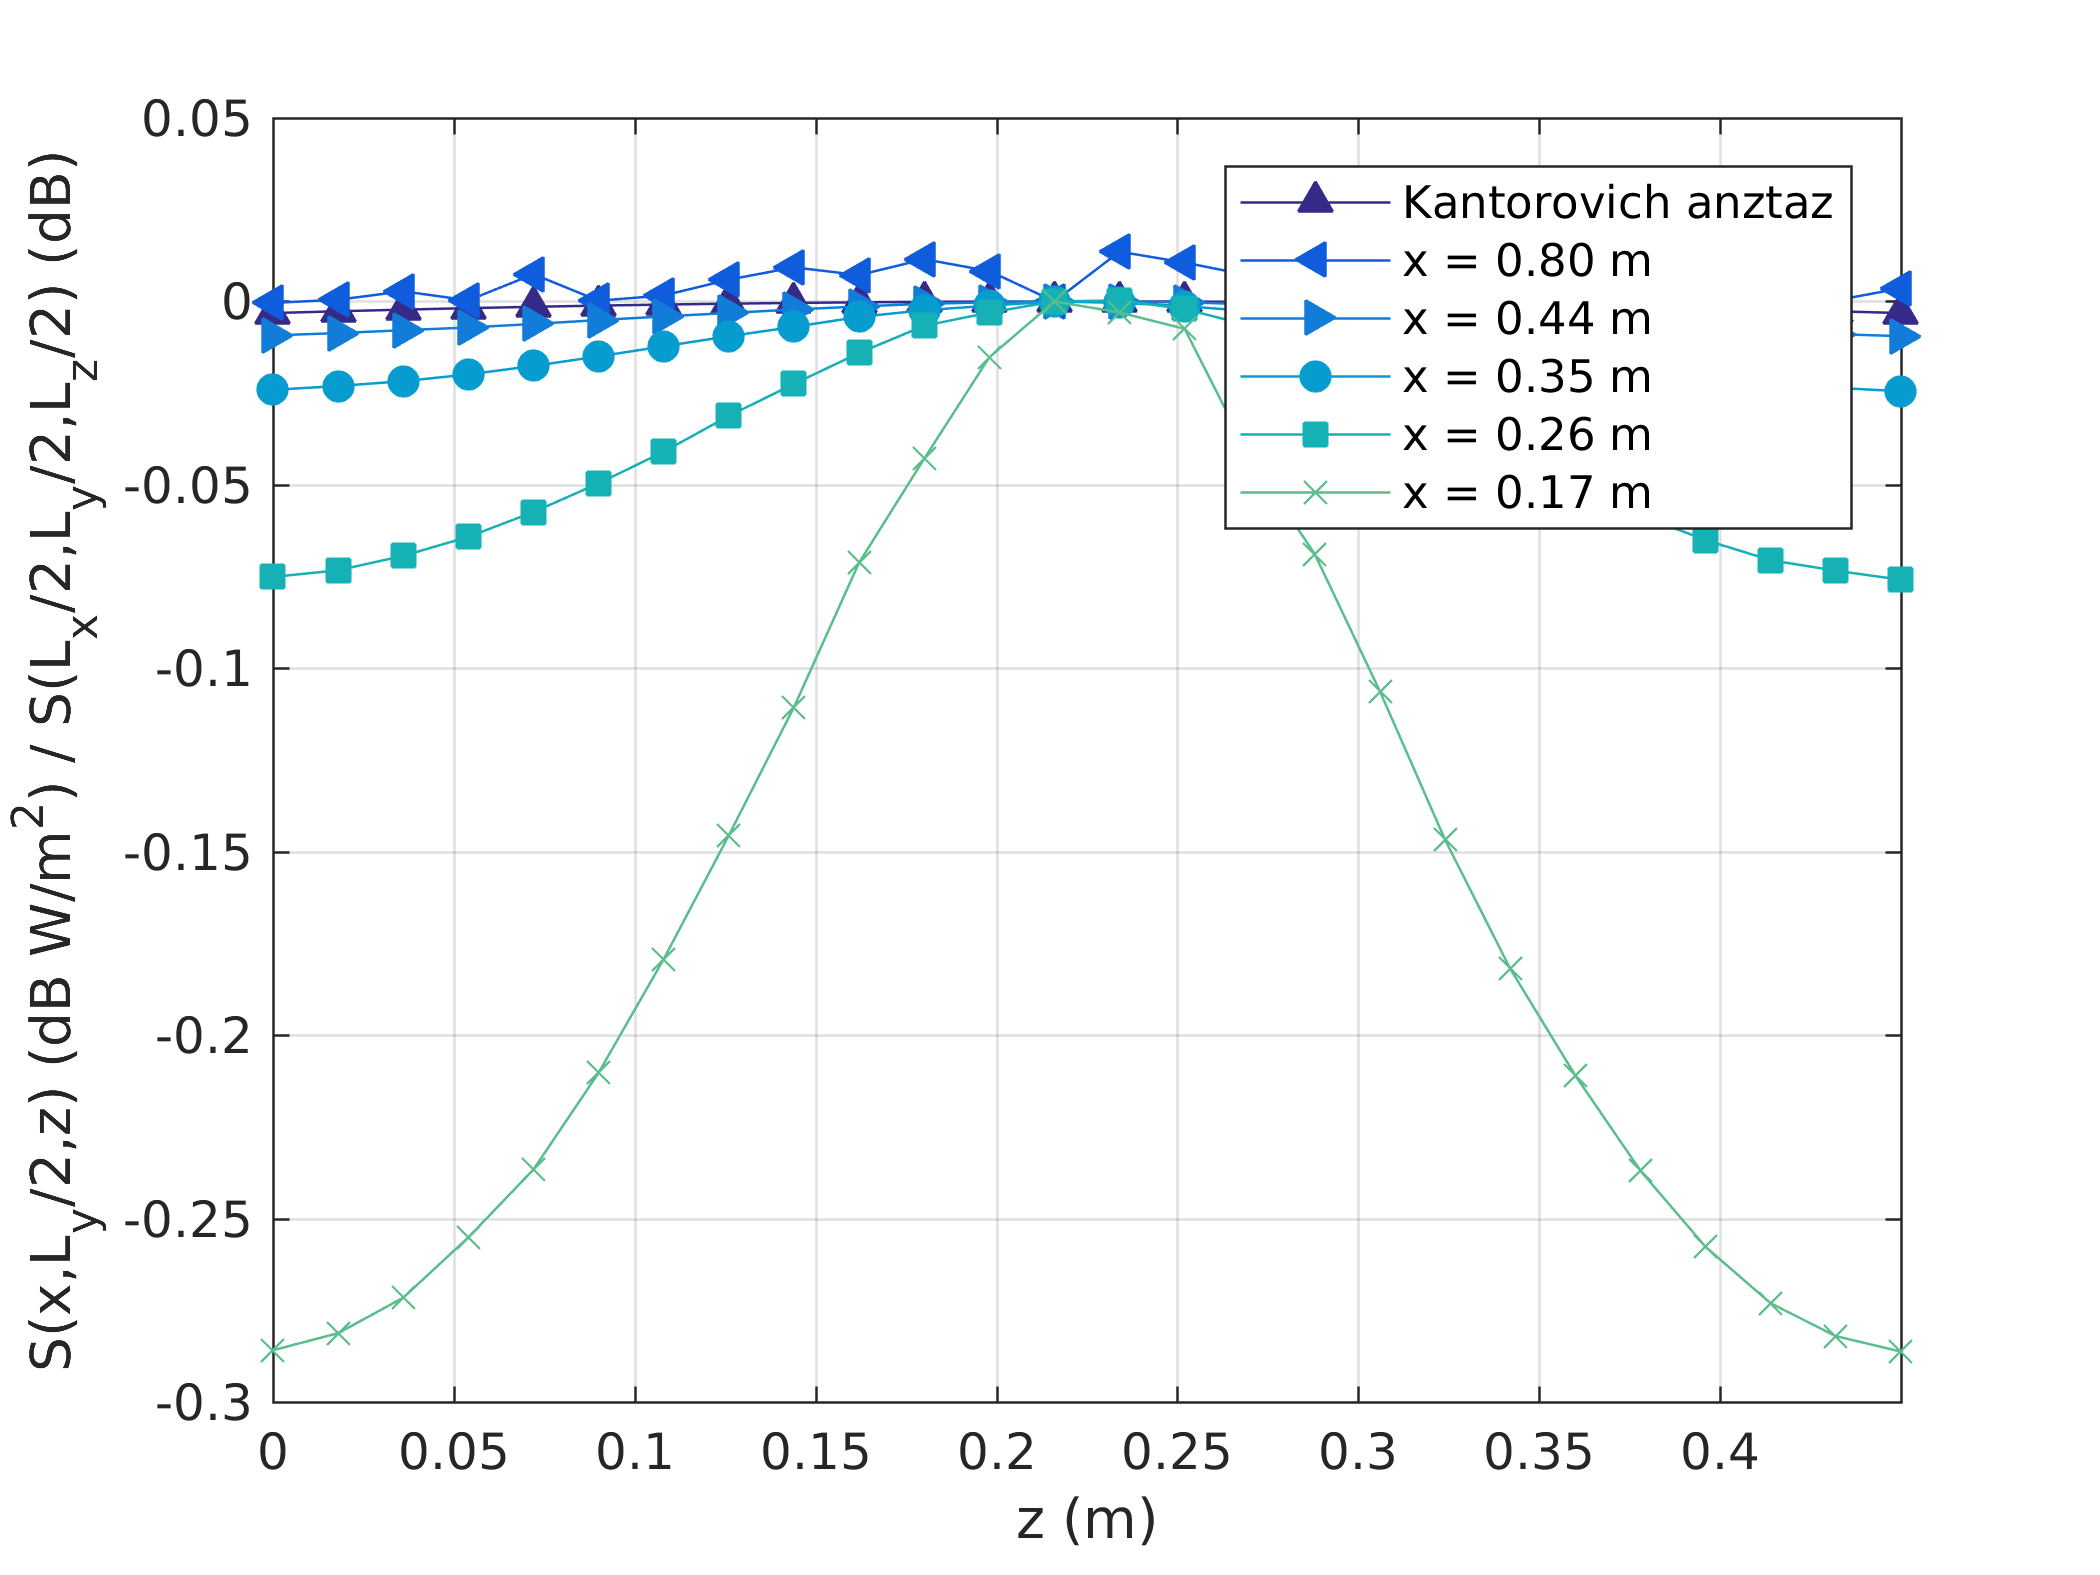 S(x,Ly/2,z) (dB W/m2) / S(Lx/2,Ly/2,Lz/2) (dB)
0.05
0
-0.05
-0.1
-0.15
-0.2
-0.25
-0.3
Kantorovich anztaz
x = 0.80 m
x = 0.44 m
x = 0.35 m
x = 0.26 m
x = 0.17 m
0 0.05 0.1 0.15 0.2 0.25 0.3 0.35 0.4
z (m)